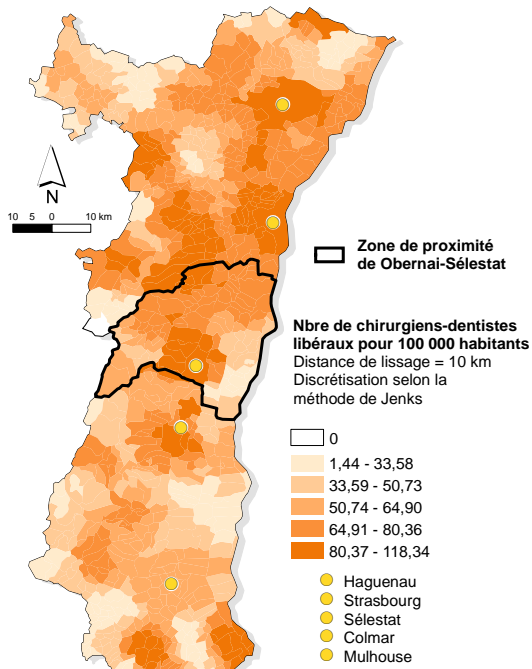 N
10 5 0 10 km
Zone de proximité
de Obernai-Sélestat
Nbre de chirurgiens-dentistes
libéraux pour 100 000 habitants
Distance de lissage = 10 km
Discrétisation selon la
méthode de Jenks
0
1,44 - 33,58
33,59 - 50,73
50,74 - 64,90
64,91 - 80,36
80,37 - 118,34
Haguenau
Strasbourg
Sélestat
Colmar
Mulhouse